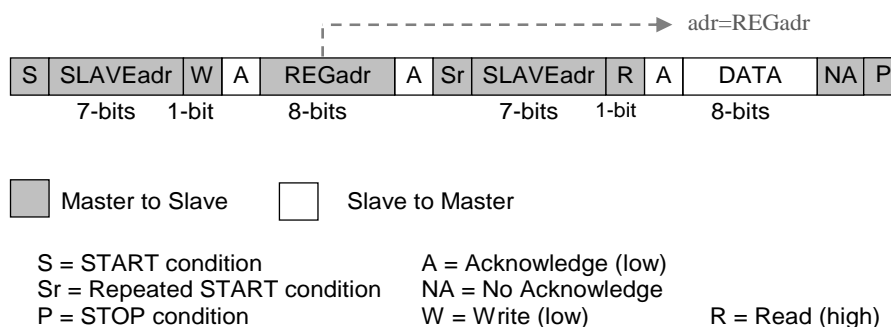 adr=REGadr
S SLAVEadr W A REGadr A Sr SLAVEadr R A DATA NA P
7-bits 1-bit 8-bits 7-bits 1-bit 8-bits
Master to Slave Slave to Master
S = START condition A = Acknowledge (low)
Sr = Repeated START condition NA = No Acknowledge
P = STOP condition W = Write (low) R = Read (high)